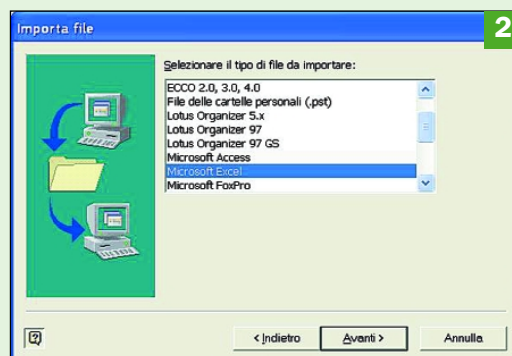 Importa file
2
Selezionare il tipo di file da importare:
ECCO 2.0, 3.0, 4.0
File delle cartelle personali (.pst)
Lotus Organizer 5.x
Lotus Organizer 97
Lotus Organizer 97 GS
Microsoft Access
Microsoft Excel
Microsoft FoxPro
?
< Indietro
Avanti >
Annulla